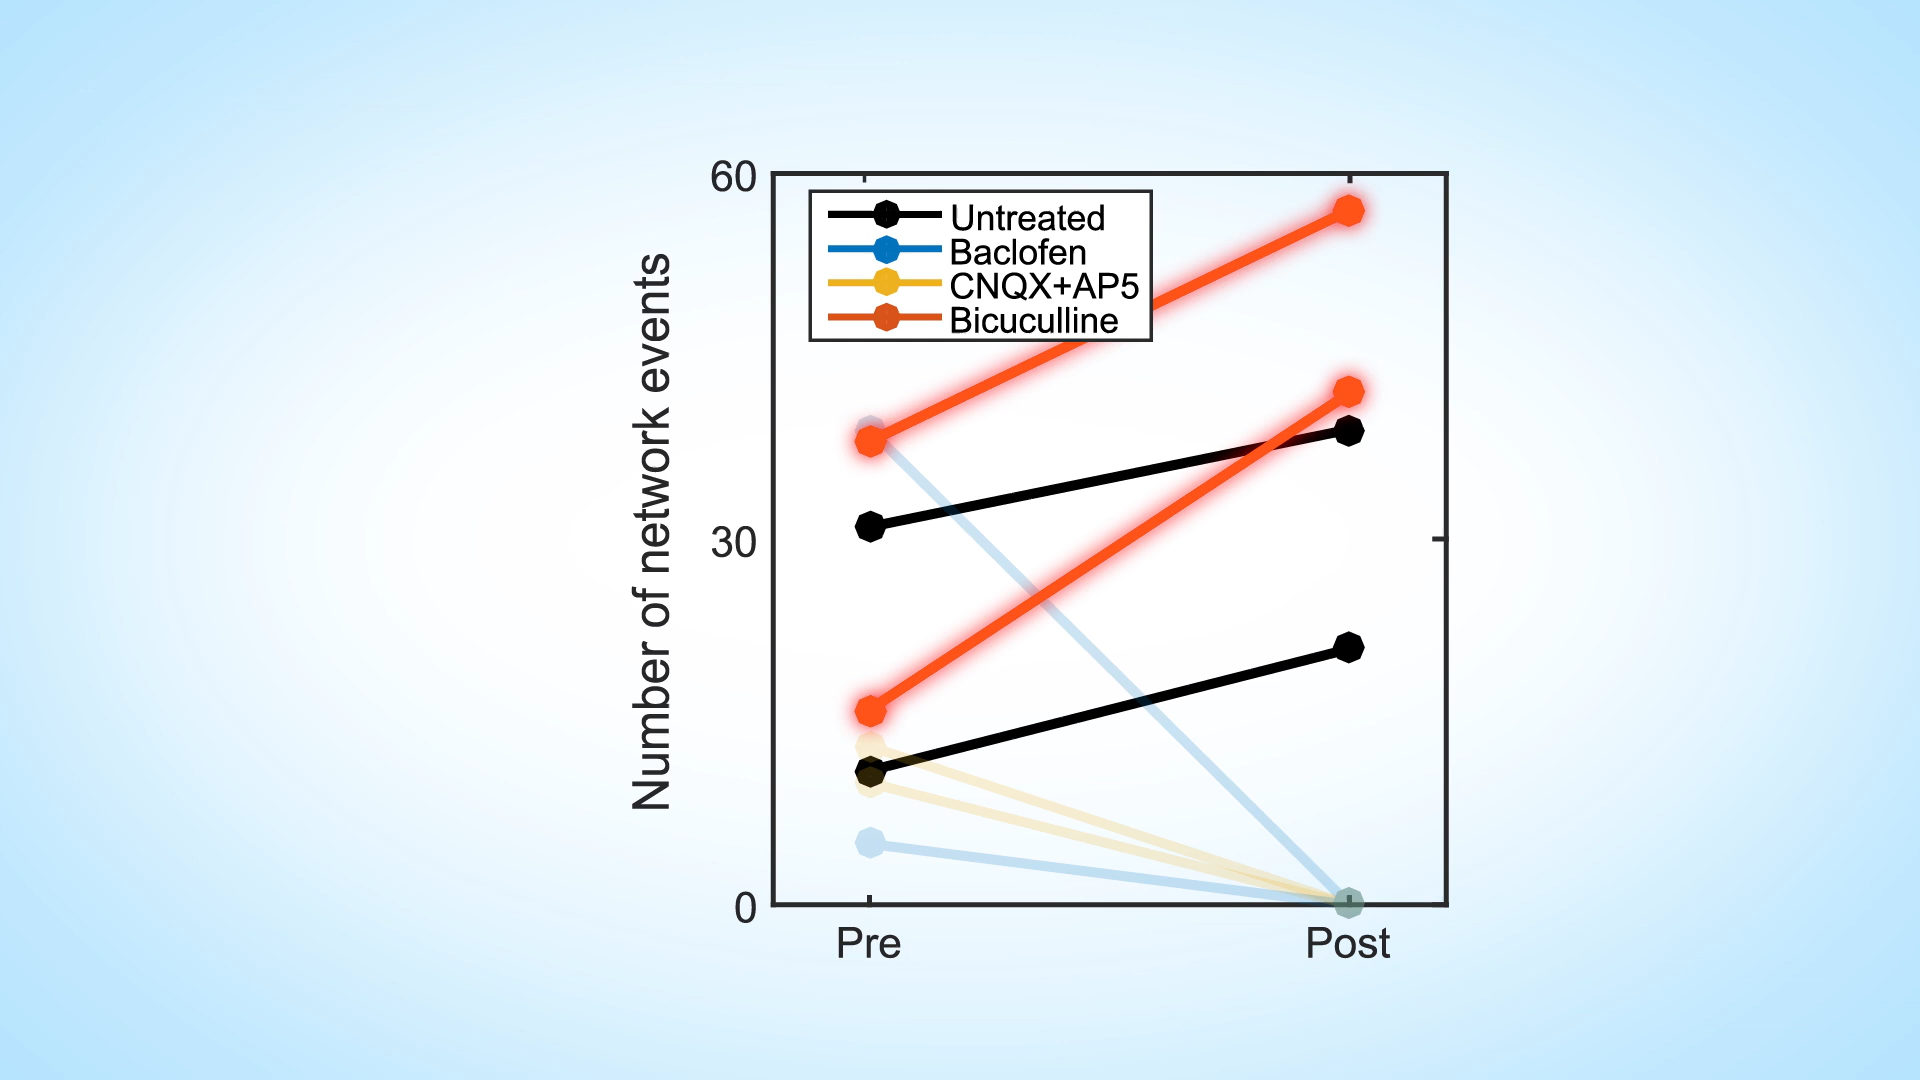 60
Untreated
Baclofen
CNQX+AP5
Bicuculline
Number of network events
30
0
Pre
Post